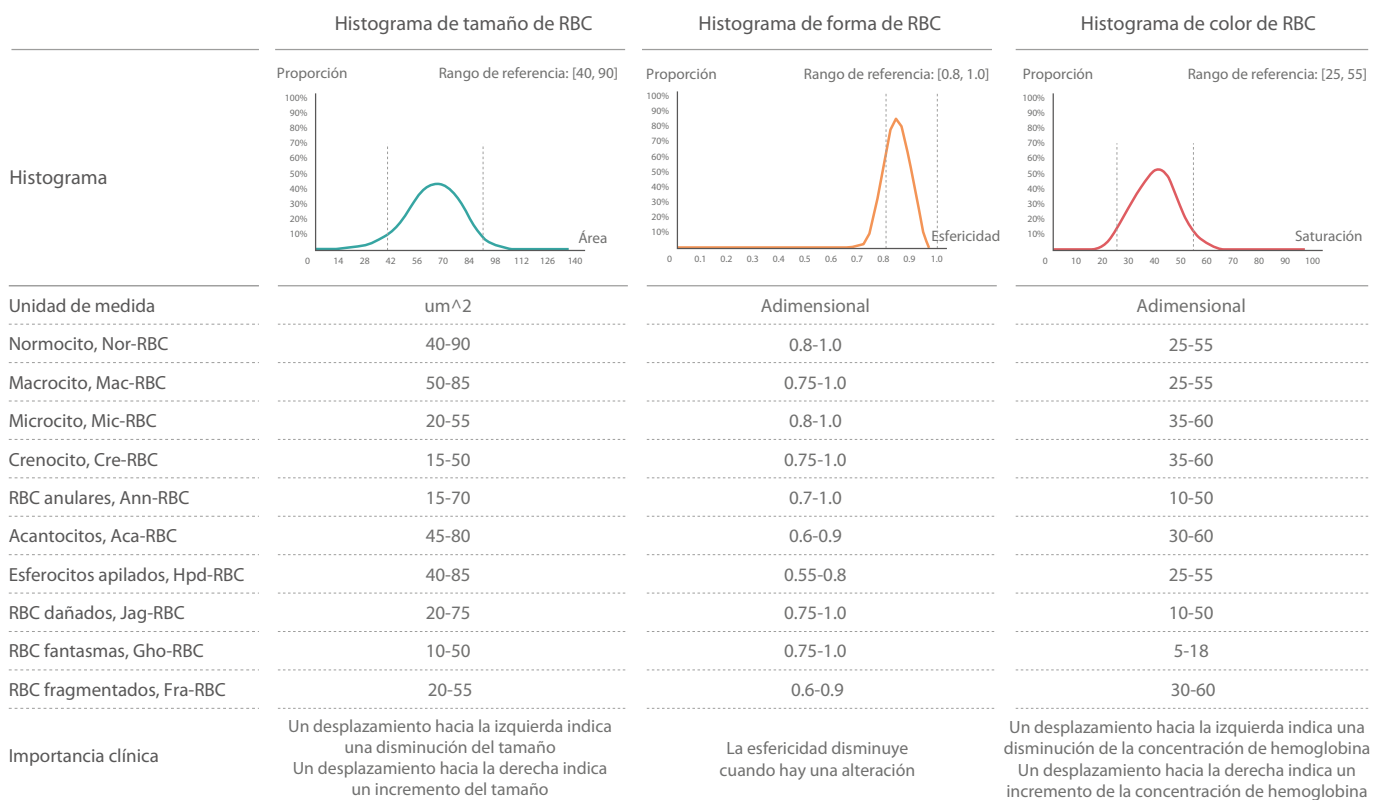 Histograma de tamaño de RBC Histograma de forma de RBC Histograma de color de RBC
Histograma
Proporción Rango de referencia: [40, 90]
100%
90%
80%
70%
60%
50%
40%
30%
20%
10%
Área
0 14 28 42 56 70 84 98 112 126 140
Proporción Rango de referencia: [0.8, 1.0]
100%
90%
80%
70%
60%
50%
40%
30%
20%
10%
Esfericidad
0 0.1 0.2 0.3 0.4 0.5 0.6 0.7 0.8 0.9 1.0
Proporción Rango de referencia: [25, 55]
100%
90%
80%
70%
60%
50%
40%
30%
20%
10%
Saturación
0 10 20 30 40 50 60 70 80 90 100
Unidad de medida um^2 Adimensional Adimensional
Normocito, Nor-RBC 40-90 0.8-1.0 25-55
Macrocito, Mac-RBC 50-85 0.75-1.0 25-55
Microcito, Mic-RBC 20-55 0.8-1.0 35-60
Crenocito, Cre-RBC 15-50 0.75-1.0 35-60
RBC anulares, Ann-RBC 15-70 0.7-1.0 10-50
Acantocitos, Aca-RBC 45-80 0.6-0.9 30-60
Esferocitos apilados, Hpd-RBC 40-85 0.55-0.8 25-55
RBC dañados, Jag-RBC 20-75 0.75-1.0 10-50
RBC fantasmas, Gho-RBC 10-50 0.75-1.0 5-18
RBC fragmentados, Fra-RBC 20-55 0.6-0.9 30-60
Importancia clínica
Un desplazamiento hacia la izquierda indica
una disminución del tamaño
Un desplazamiento hacia la derecha indica
un incremento del tamaño
La esfericidad disminuye
cuando hay una alteración
Un desplazamiento hacia la izquierda indica una
disminución de la concentración de hemoglobina
Un desplazamiento hacia la derecha indica un
incremento de la concentración de hemoglobina